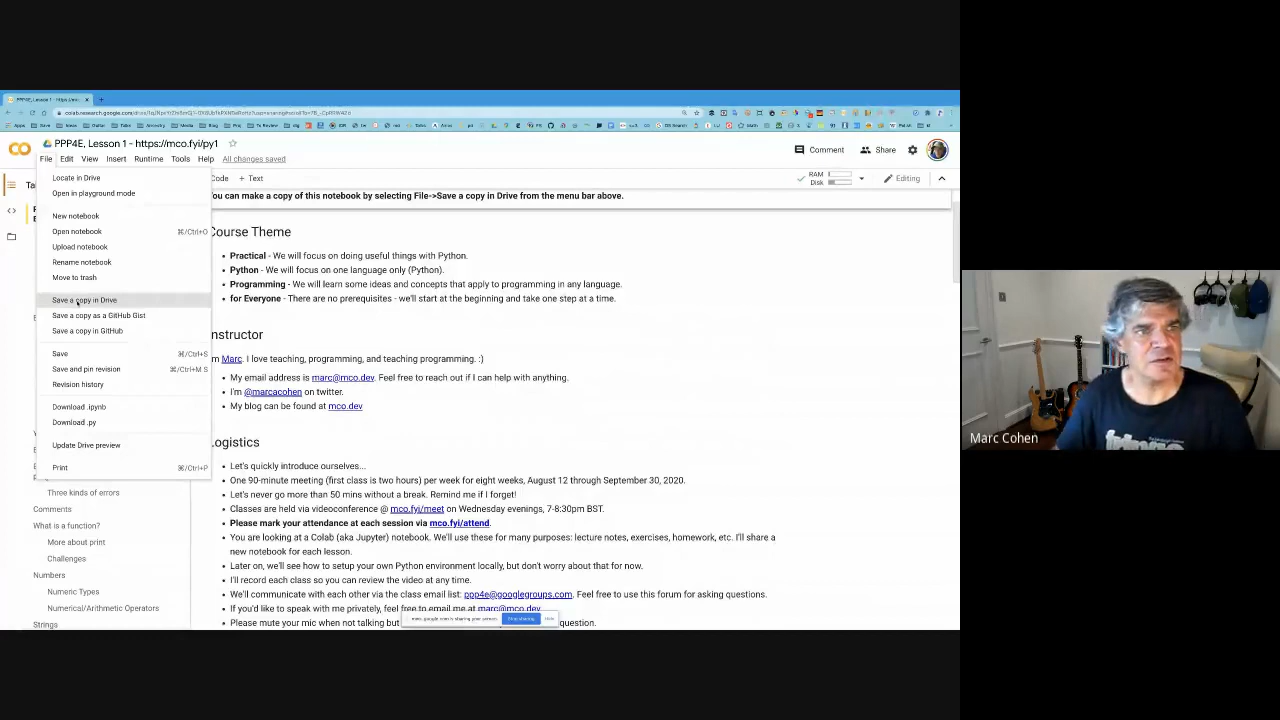 PPP4E, Lesson 1 - https://mco.fyi/py1
File Edit View Insert Runtime Tools Help All changes saved
Comment Share
Code + Text
RAM
Disk
Editing
Locate in Drive
Open in playground mode
New notebook
Open notebook ⌘/Ctrl+O
Upload notebook
Rename notebook
Move to trash
Save a copy in Drive
Save a copy as a GitHub Gist
Save a copy in GitHub
Save ⌘/Ctrl+S
Save and pin revision ⌘/Ctrl+M S
Revision history
Download .ipynb
Download .py
Update Drive preview
Print ⌘/Ctrl+P
Three kinds of errors
Comments
What is a function?
More about print
Challenges
Numbers
Numeric Types
Numerical/Arithmetic Operators
Strings
You can make a copy of this notebook by selecting File->Save a copy in Drive from the menu bar above.
Course Theme
• Practical - We will focus on doing useful things with Python.
• Python - We will focus on one language only (Python).
• Programming - We will learn some ideas and concepts that apply to programming in any language.
• for Everyone - There are no prerequisites - we'll start at the beginning and take one step at a time.
nstructor
m Marc. I love teaching, programming, and teaching programming. :)
• My email address is marc@mco.dev. Feel free to reach out if I can help with anything.
• I'm @marcacohen on twitter.
• My blog can be found at mco.dev
Logistics
• Let's quickly introduce ourselves...
• One 90-minute meeting (first class is two hours) per week for eight weeks, August 12 through September 30, 2020.
• Let's never go more than 50 mins without a break. Remind me if I forget!
• Classes are held via videoconference @ mco.fyi/meet on Wednesday evenings, 7-8:30pm BST.
• Please mark your attendance at each session via mco.fyi/attend.
• You are looking at a Colab (aka Jupyter) notebook. We'll use these for many purposes: lecture notes, exercises, homework, etc. I'll share a
new notebook for each lesson.
• Later on, we'll see how to setup your own Python environment locally, but don't worry about that for now.
• I'll record each class so you can review the video at any time.
• We'll communicate with each other via the class email list: ppp4e@googlegroups.com. Feel free to use this forum for asking questions.
• If you'd like to speak with me privately, feel free to email me at marc@mco.dev.
• Please mute your mic when not talking but question.
Stop sharing Hide
Marc Cohen